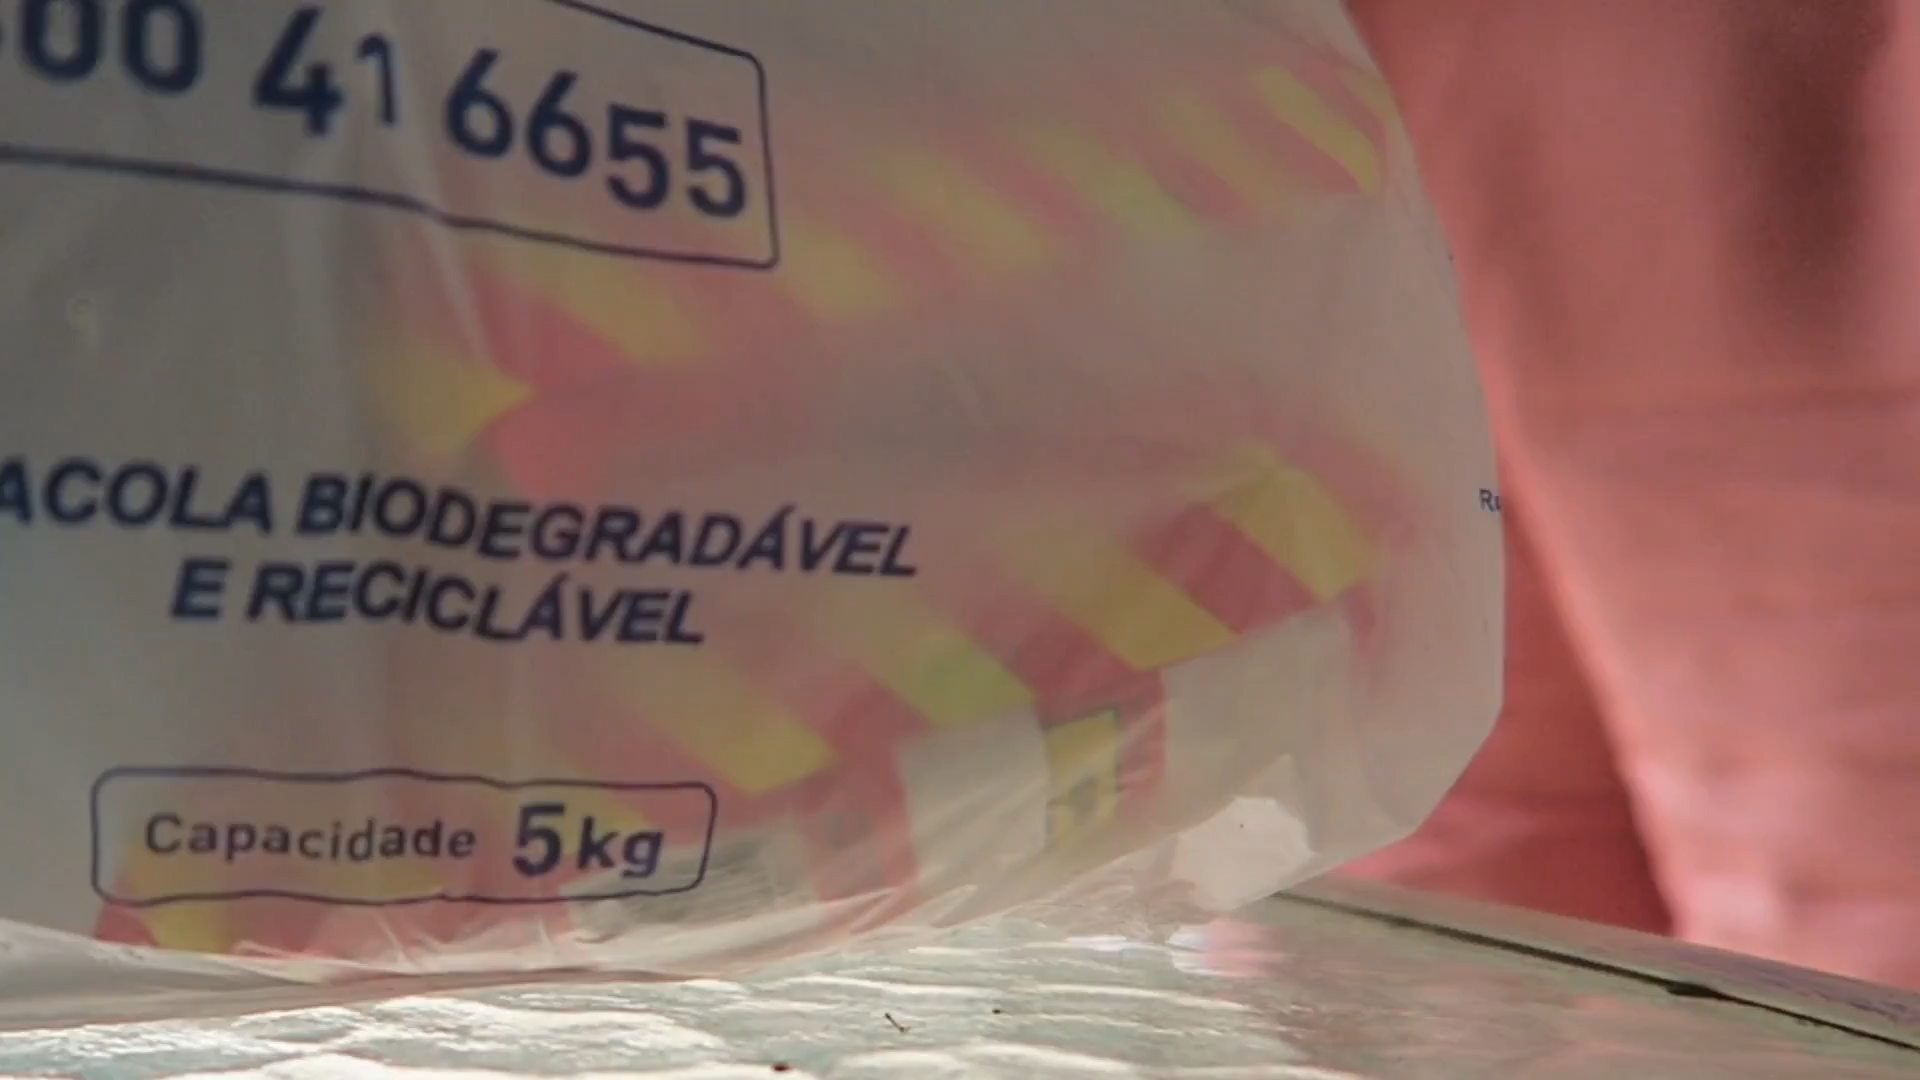 00 41 6655
ACOLA BIODEGRADÁVEL
E RECICLÁVEL
Capacidade 5kg